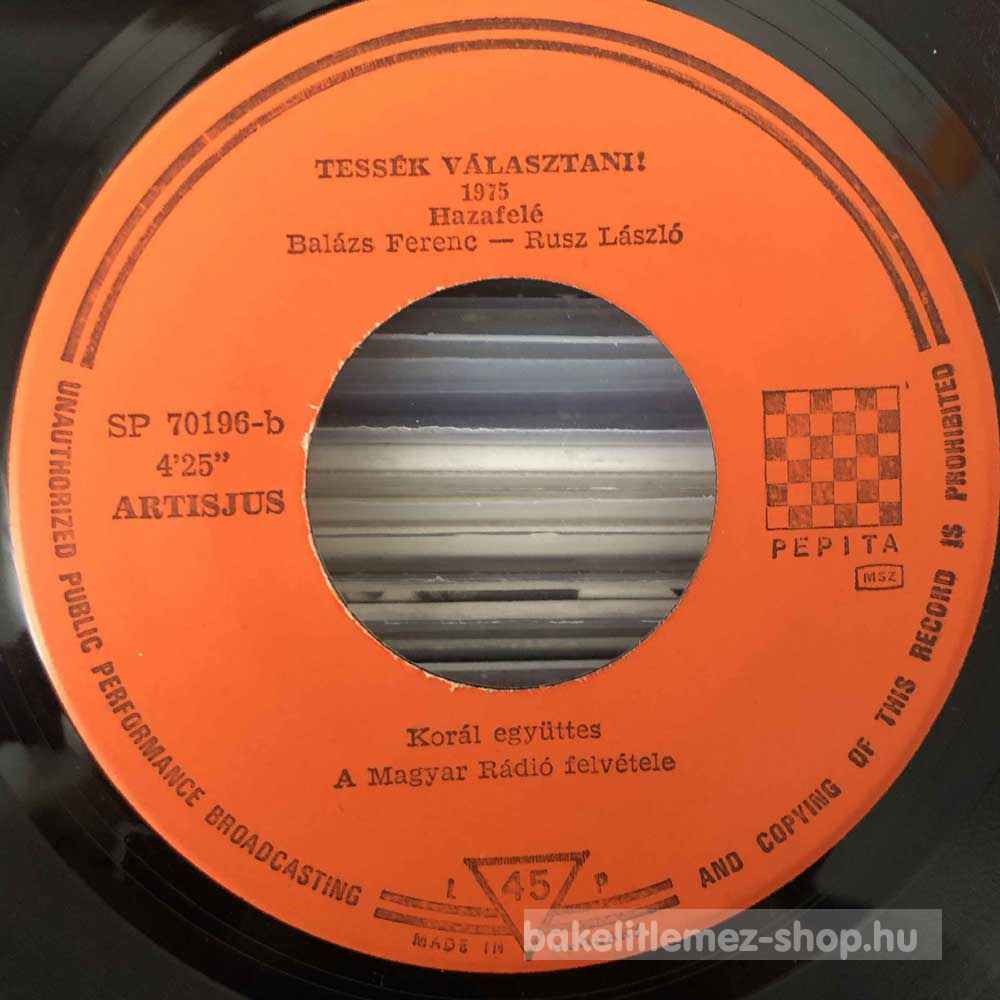 TESSÉK VÁLASZTANI!
1975
Hazafelé
Balázs Ferenc — Rusz László
SP 70196-b
4'25”
ARTISJUS
PEPITA
MSZ
Korál együttes
A Magyar Rádió felvétele
UNAUTHORIZED PUBLIC PERFORMANCE BROADCASTING
AND COPYING OF THIS RECORD IS PROHIBITED
L 45 P
MADE IN
bakelitlemez-shop.hu